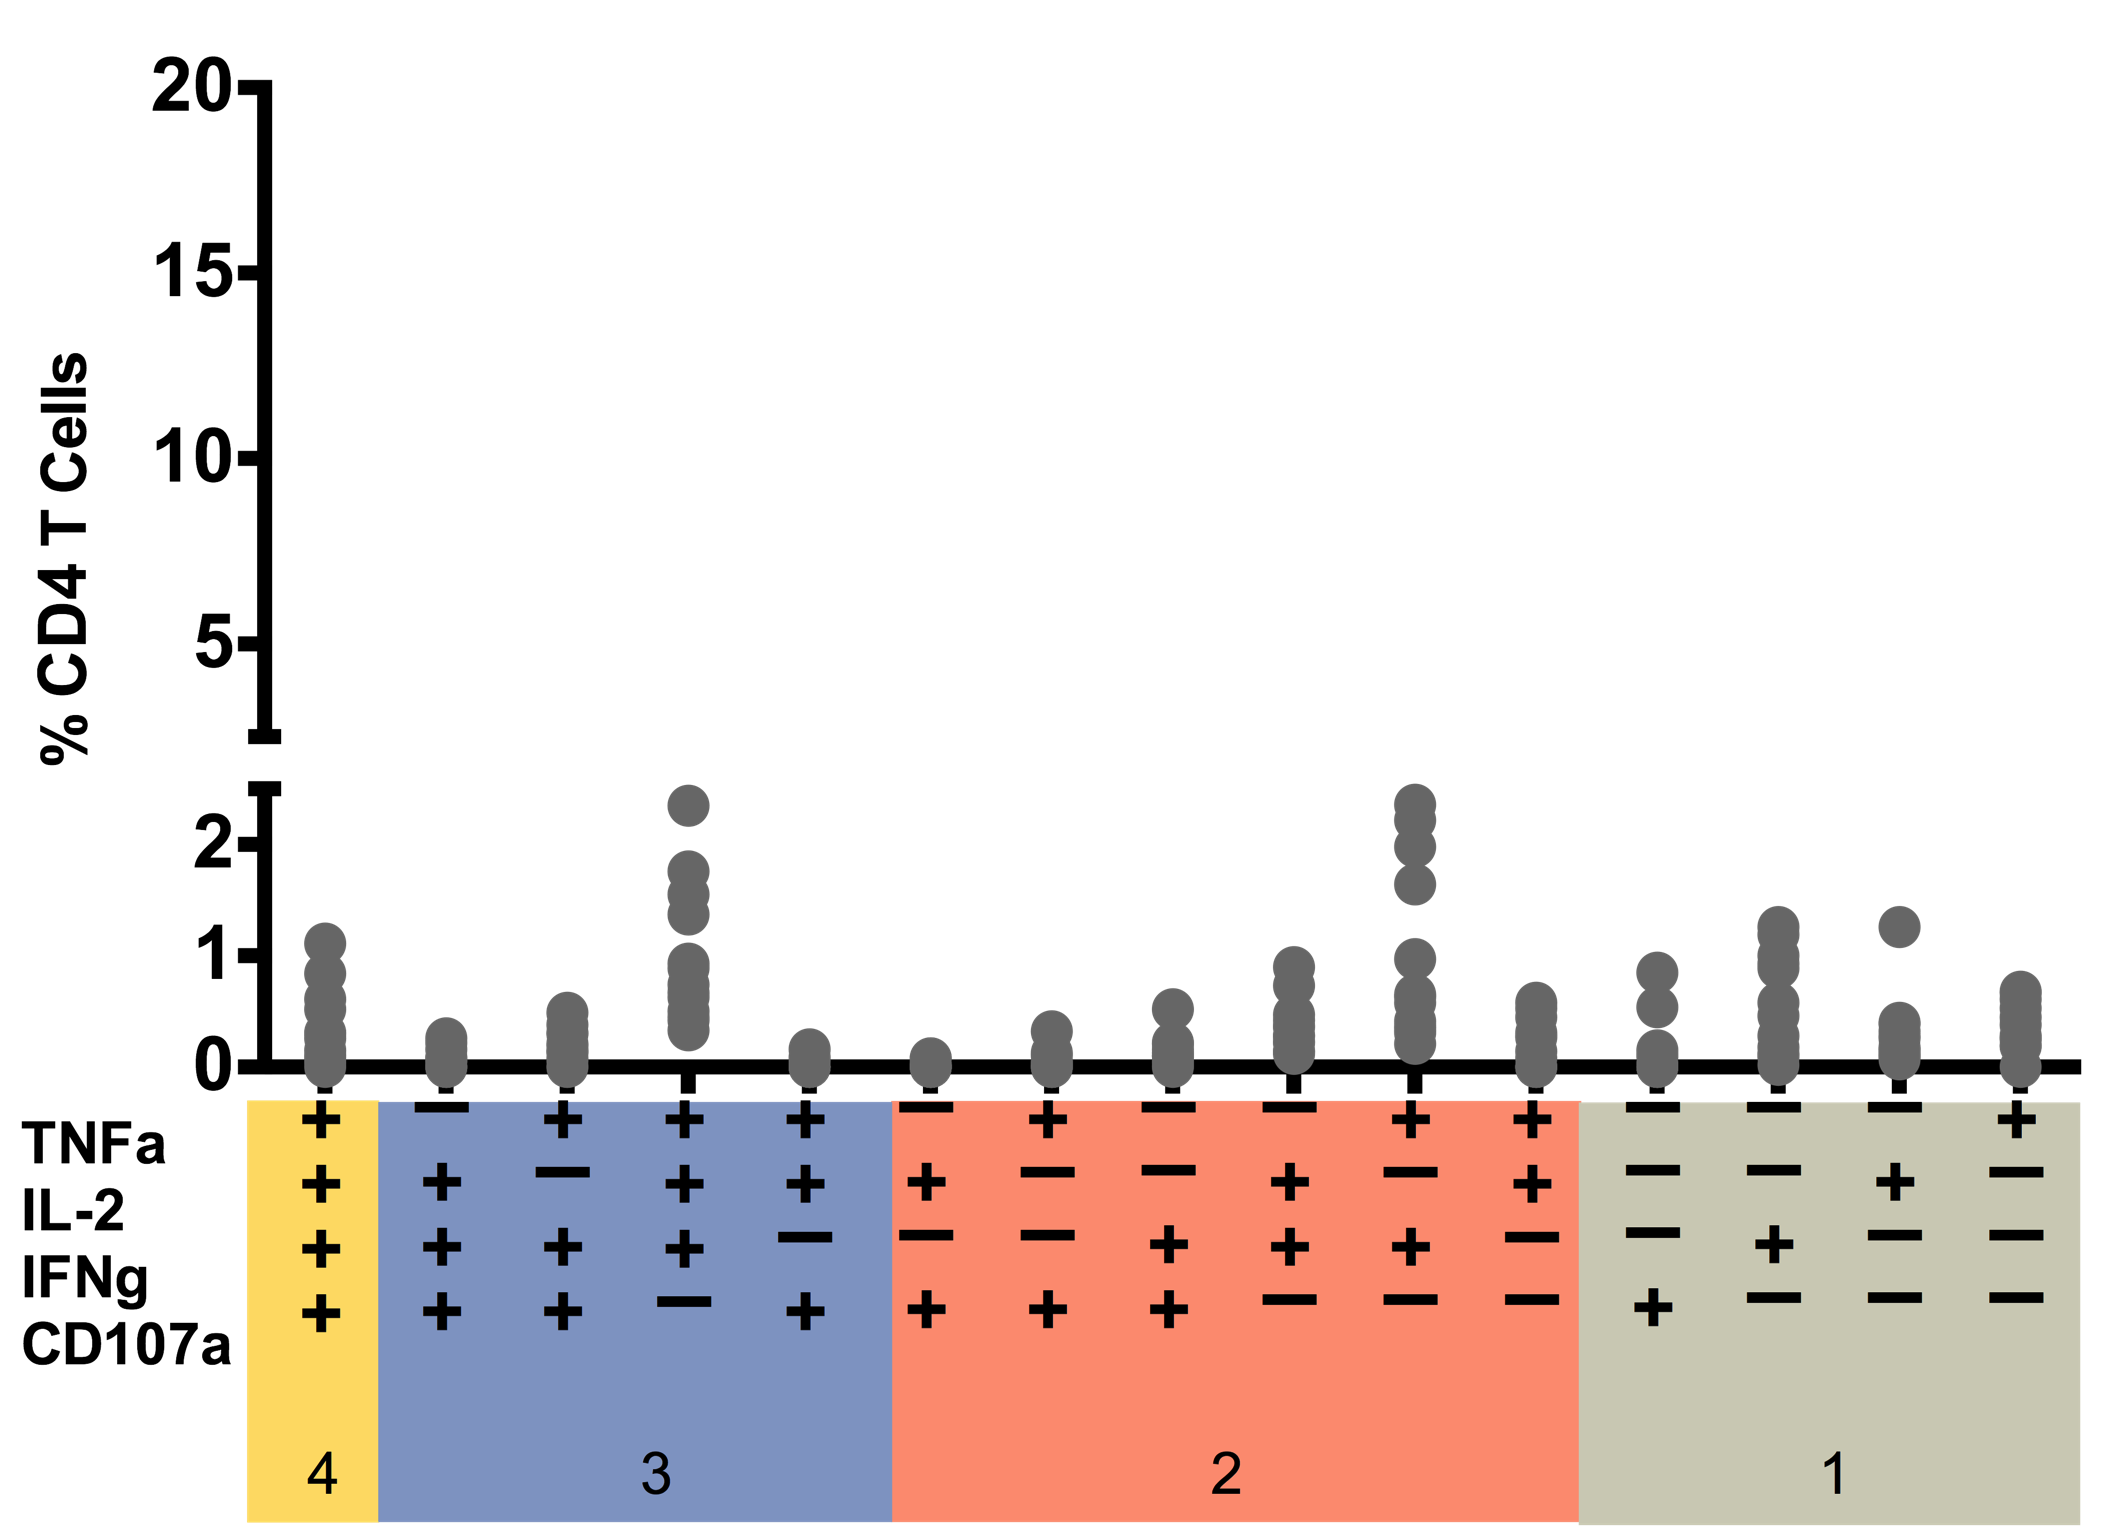 20
15
10
5
2
1
0
% CD4 T Cells
TNFa + − + + + − + − − + + − − − +
IL-2 + + − + + + − − + − + − − + −
IFNg + + + + − − − + + + − − + − −
CD107a + + + − + + + + − − − + − − −
4 3 2 1